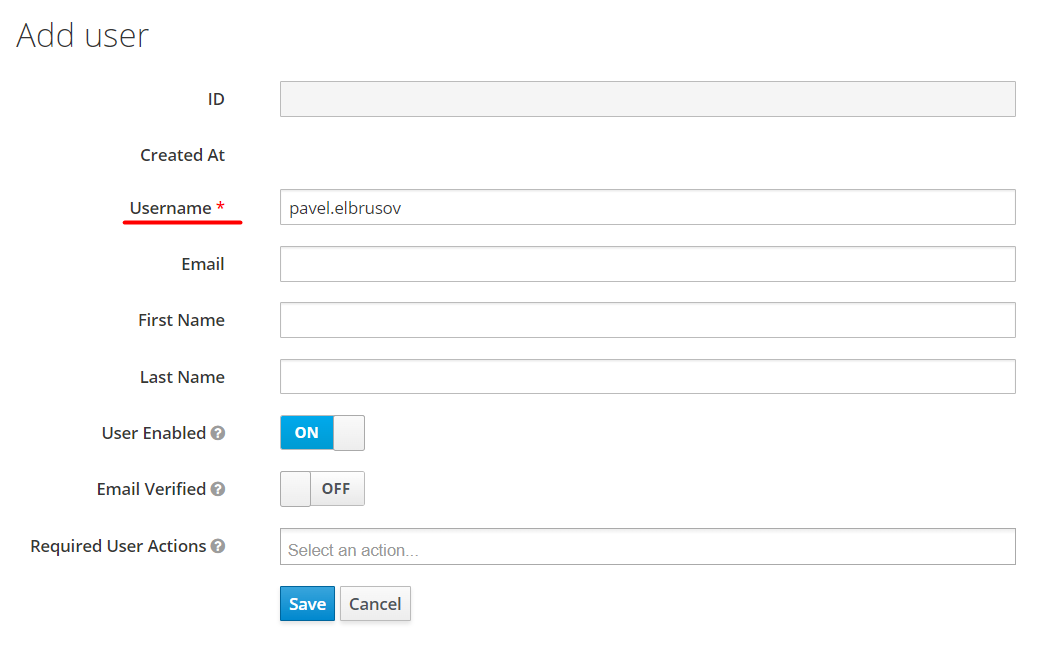 Add user
ID
Created At
Username * pavel.elbrusov
Email
First Name
Last Name
User Enabled ON
Email Verified OFF
Required User Actions Select an action...
Save Cancel